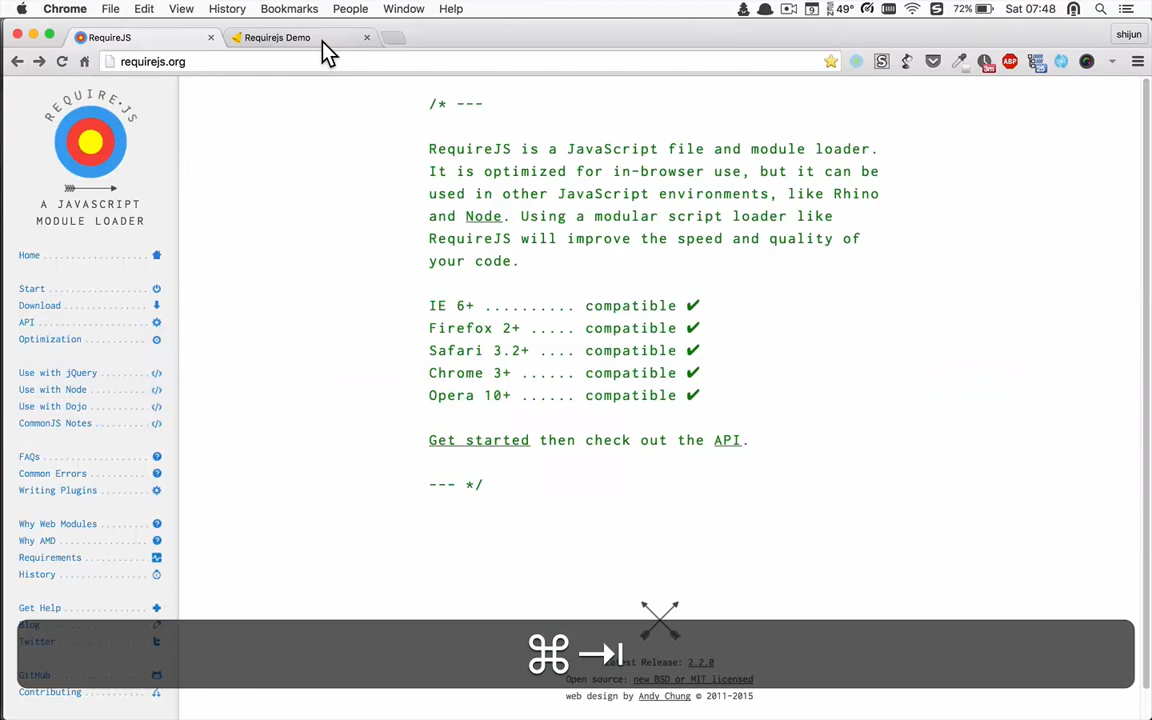 Chrome File Edit View History Bookmarks People Window Help 9 49° 72% Sat 07:48
RequireJS Requirejs Demo shijun
requirejs.org
REQUIRE·JS
A JAVASCRIPT
MODULE LOADER
Home
Start
Download
API
Optimization
Use with jQuery
Use with Node
Use with Dojo
CommonJS Notes
FAQs
Common Errors
Writing Plugins
Why Web Modules
Why AMD
Requirements
History
Get Help
Blog
Twitter
GitHub
Contributing
/* ---
RequireJS is a JavaScript file and module loader.
It is optimized for in-browser use, but it can be
used in other JavaScript environments, like Rhino
and Node. Using a modular script loader like
RequireJS will improve the speed and quality of
your code.
IE 6+ .......... compatible ✔
Firefox 2+ ..... compatible ✔
Safari 3.2+ .... compatible ✔
Chrome 3+ ...... compatible ✔
Opera 10+ ...... compatible ✔
Get started then check out the API.
--- */
⌘ ⇥
Latest Release: 2.2.0
Open source: new BSD or MIT licensed
web design by Andy Chung © 2011-2015